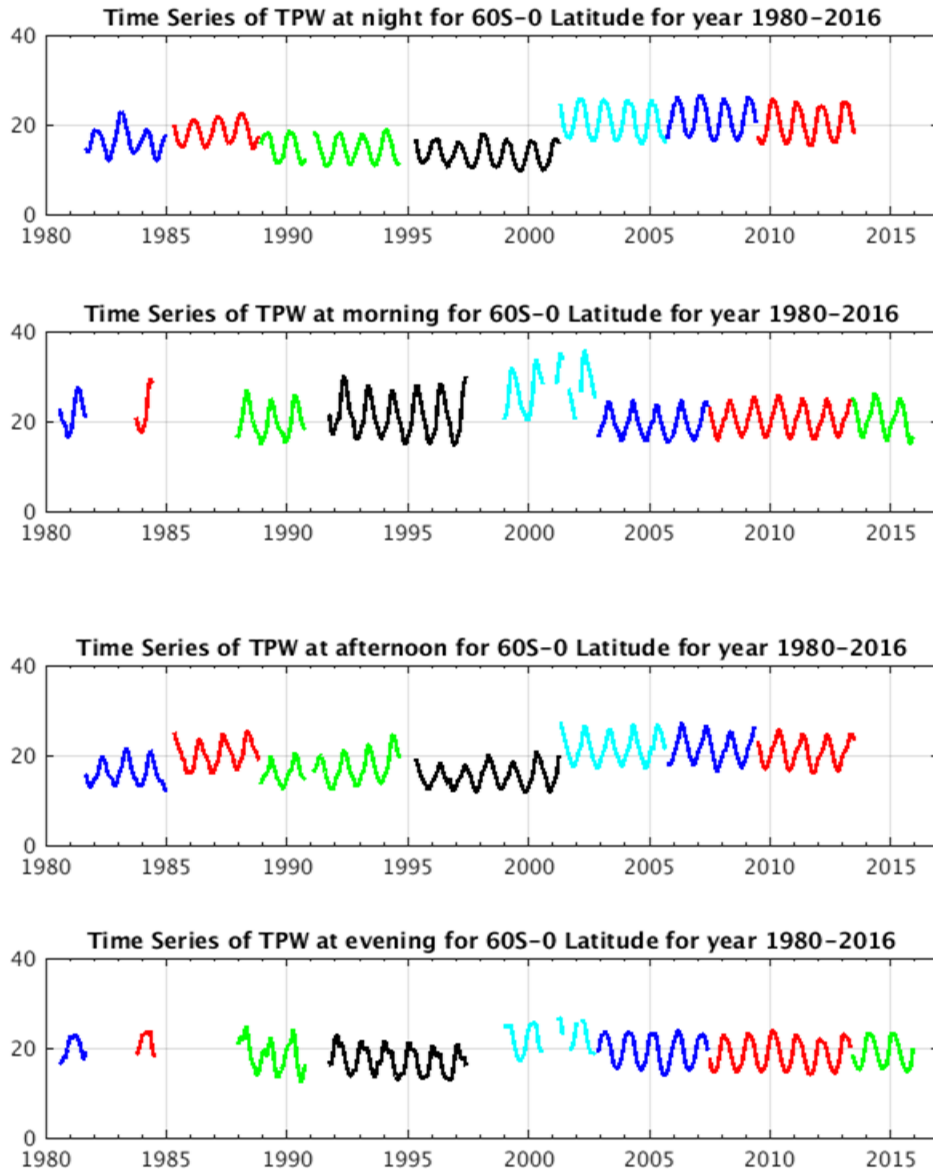 Time Series of TPW at night for 60S-0 Latitude for year 1980-2016
40
20
0
1980 1985 1990 1995 2000 2005 2010 2015
Time Series of TPW at morning for 60S-0 Latitude for year 1980-2016
40
20
0
1980 1985 1990 1995 2000 2005 2010 2015
Time Series of TPW at afternoon for 60S-0 Latitude for year 1980-2016
40
20
0
1980 1985 1990 1995 2000 2005 2010 2015
Time Series of TPW at evening for 60S-0 Latitude for year 1980-2016
40
20
0
1980 1985 1990 1995 2000 2005 2010 2015